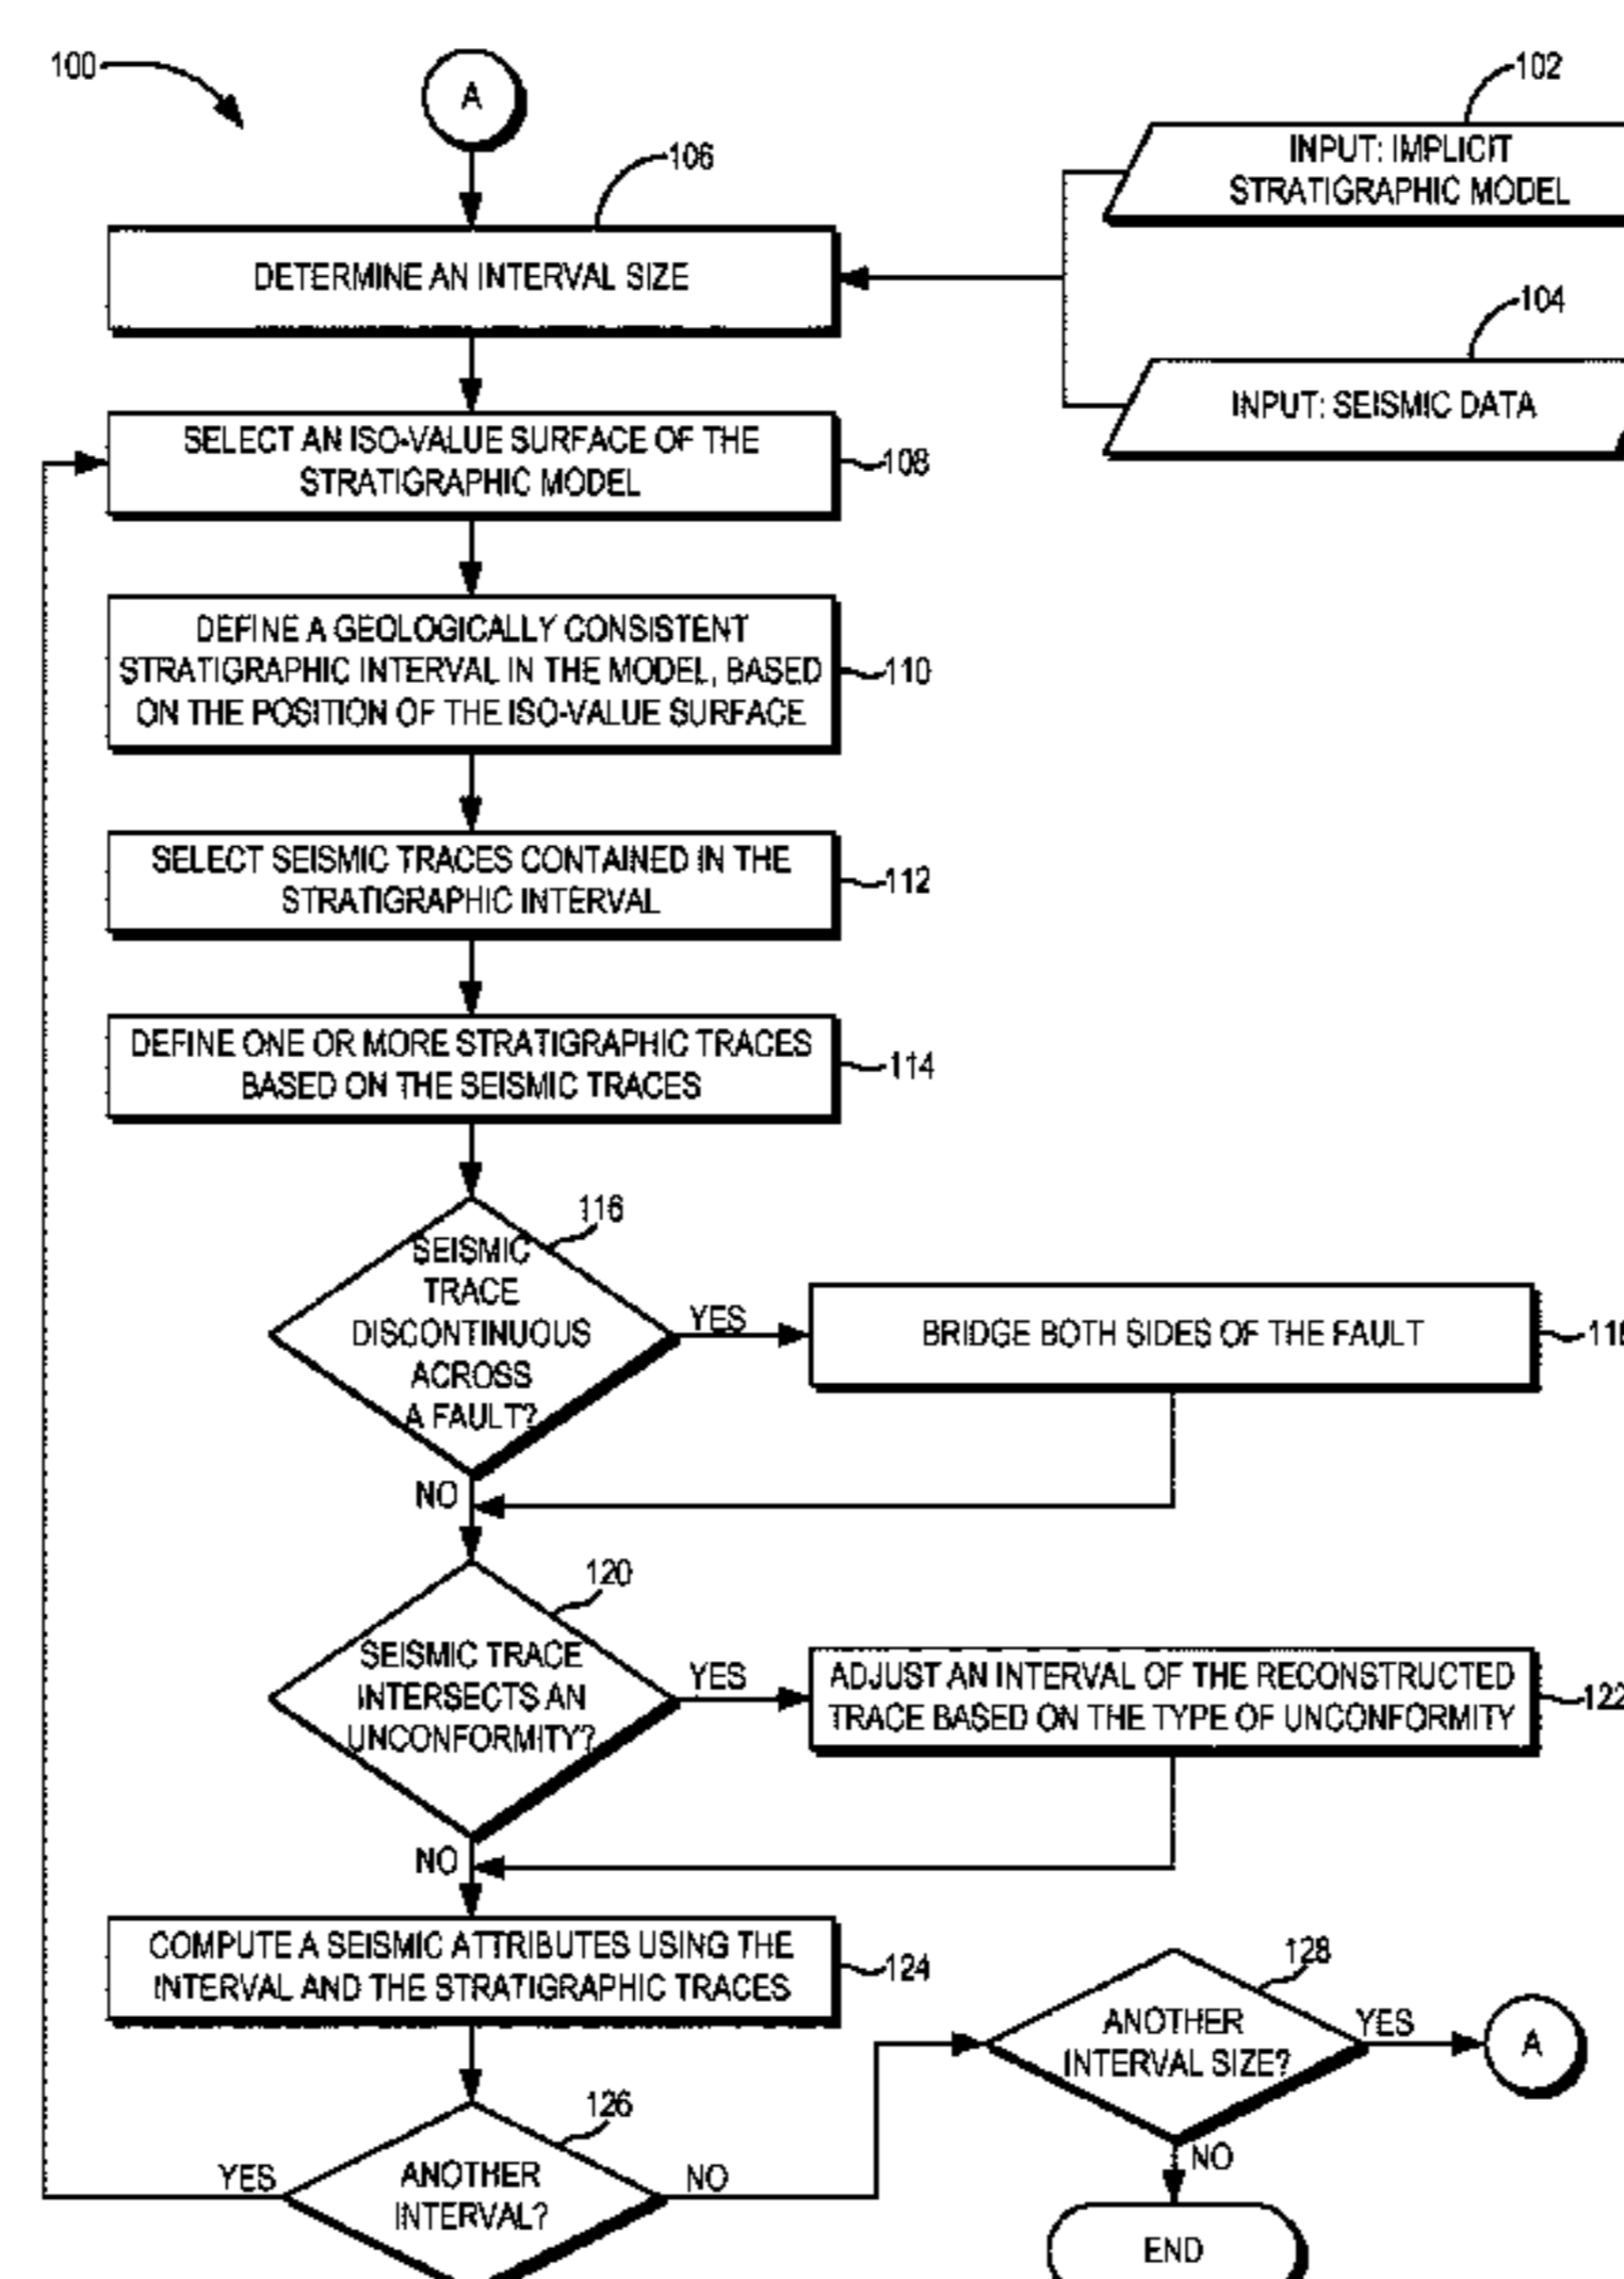 100
A
102
INPUT: IMPLICIT
STRATIGRAPHIC MODEL
106
DETERMINE AN INTERVAL SIZE
104
INPUT: SEISMIC DATA
SELECT AN ISO-VALUE SURFACE OF THE
STRATIGRAPHIC MODEL
108
DEFINE A GEOLOGICALLY CONSISTENT
STRATIGRAPHIC INTERVAL IN THE MODEL, BASED
ON THE POSITION OF THE ISO-VALUE SURFACE
110
SELECT SEISMIC TRACES CONTAINED IN THE
STRATIGRAPHIC INTERVAL
112
DEFINE ONE OR MORE STRATIGRAPHIC TRACES
BASED ON THE SEISMIC TRACES
114
116
SEISMIC
TRACE
DISCONTINUOUS
ACROSS
A FAULT?
YES
BRIDGE BOTH SIDES OF THE FAULT
NO
120
SEISMIC TRACE
INTERSECTS AN
UNCONFORMITY?
YES
ADJUST AN INTERVAL OF THE RECONSTRUCTED
TRACE BASED ON THE TYPE OF UNCONFORMITY
122
NO
COMPUTE A SEISMIC ATTRIBUTES USING THE
INTERVAL AND THE STRATIGRAPHIC TRACES
124
128
ANOTHER
INTERVAL SIZE?
YES
A
126
ANOTHER
INTERVAL?
YES
NO
NO
END